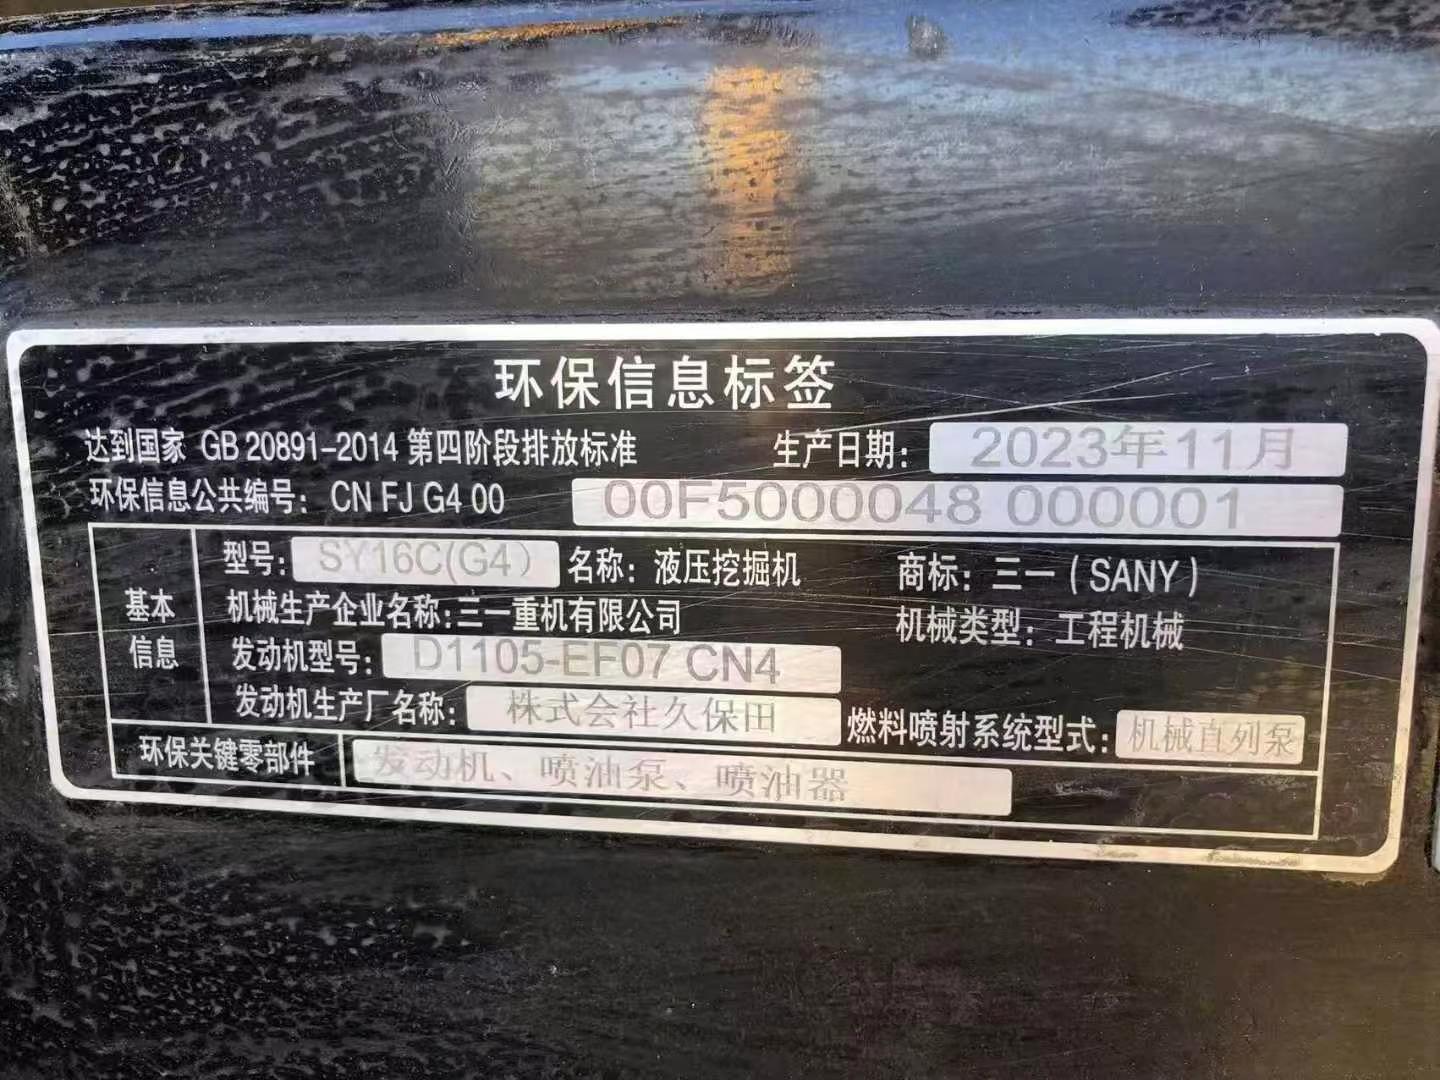 环保信息标签
达到国家 GB 20891-2014 第四阶段排放标准 生产日期: 2023年11月
环保信息公共编号: CN FJ G4 00 00F5000048 000001
基本信息
型号: SY16C(G4) 名称: 液压挖掘机 商标: 三一(SANY)
机械生产企业名称:三一重机有限公司 机械类型: 工程机械
发动机型号: D1105-EF07 CN4
发动机生产厂名称: 株式会社久保田 燃料喷射系统型式: 机械直列泵
环保关键零部件 发动机、喷油泵、喷油器